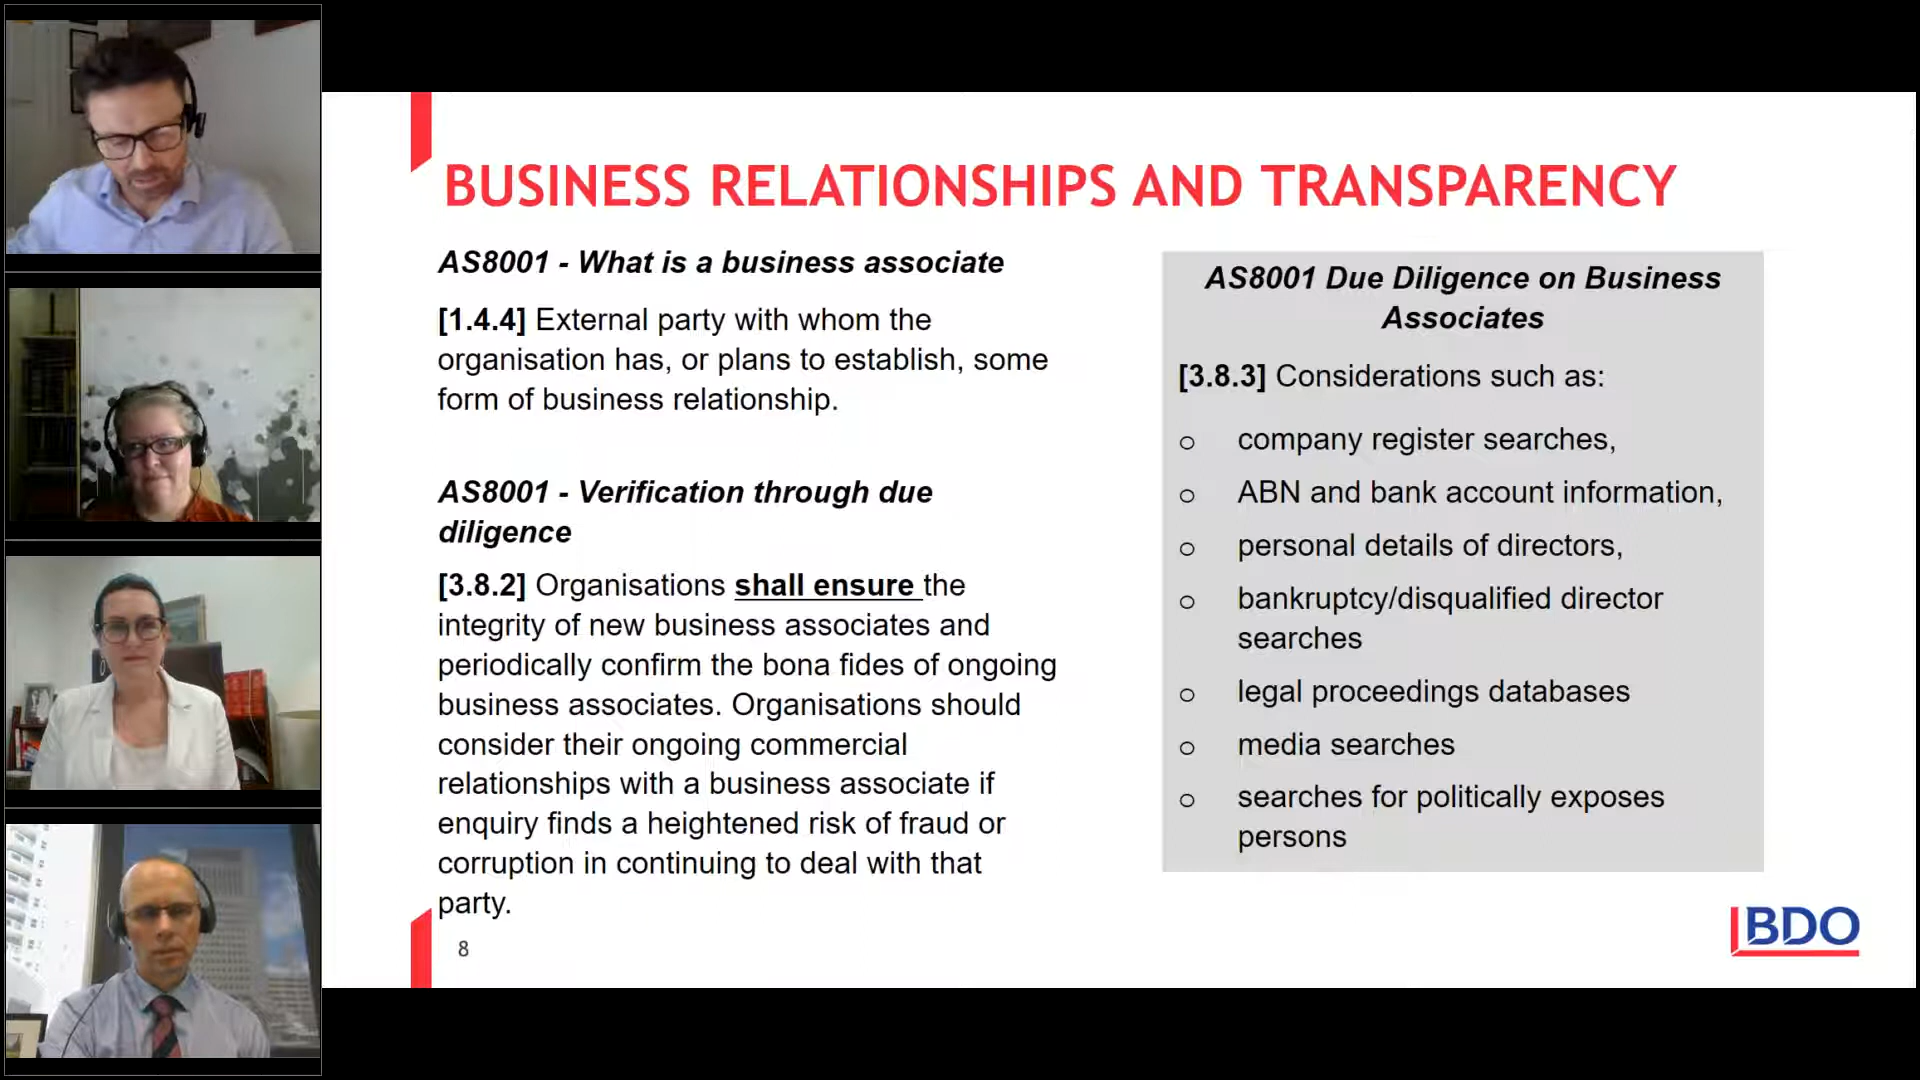 BUSINESS RELATIONSHIPS AND TRANSPARENCY
AS8001 - What is a business associate
[1.4.4] External party with whom the
organisation has, or plans to establish, some
form of business relationship.
AS8001 - Verification through due
diligence
[3.8.2] Organisations shall ensure the
integrity of new business associates and
periodically confirm the bona fides of ongoing
business associates. Organisations should
consider their ongoing commercial
relationships with a business associate if
enquiry finds a heightened risk of fraud or
corruption in continuing to deal with that
party.
8
AS8001 Due Diligence on Business
Associates
[3.8.3] Considerations such as:
o company register searches,
o ABN and bank account information,
o personal details of directors,
o bankruptcy/disqualified director
searches
o legal proceedings databases
o media searches
o searches for politically exposes
persons
BDO